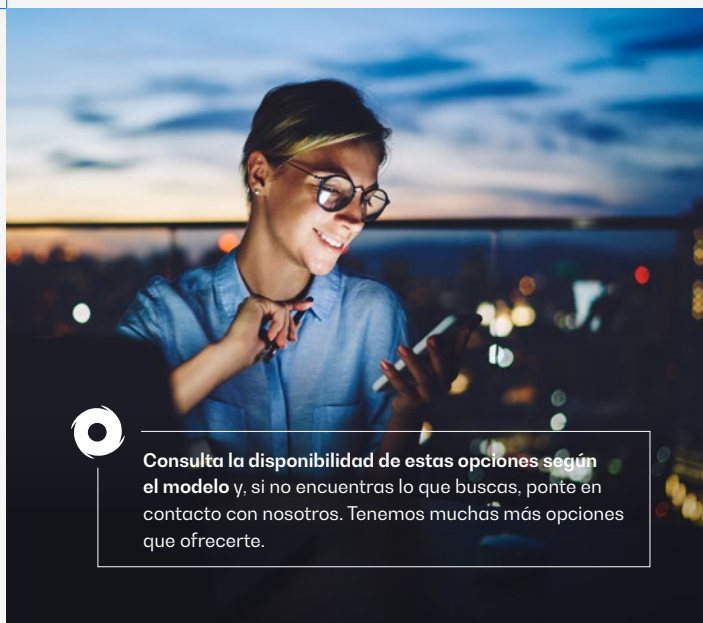 Consulta la disponibilidad de estas opciones según
el modelo y, si no encuentras lo que buscas, ponte en
contacto con nosotros. Tenemos muchas más opciones
que ofrecerte.